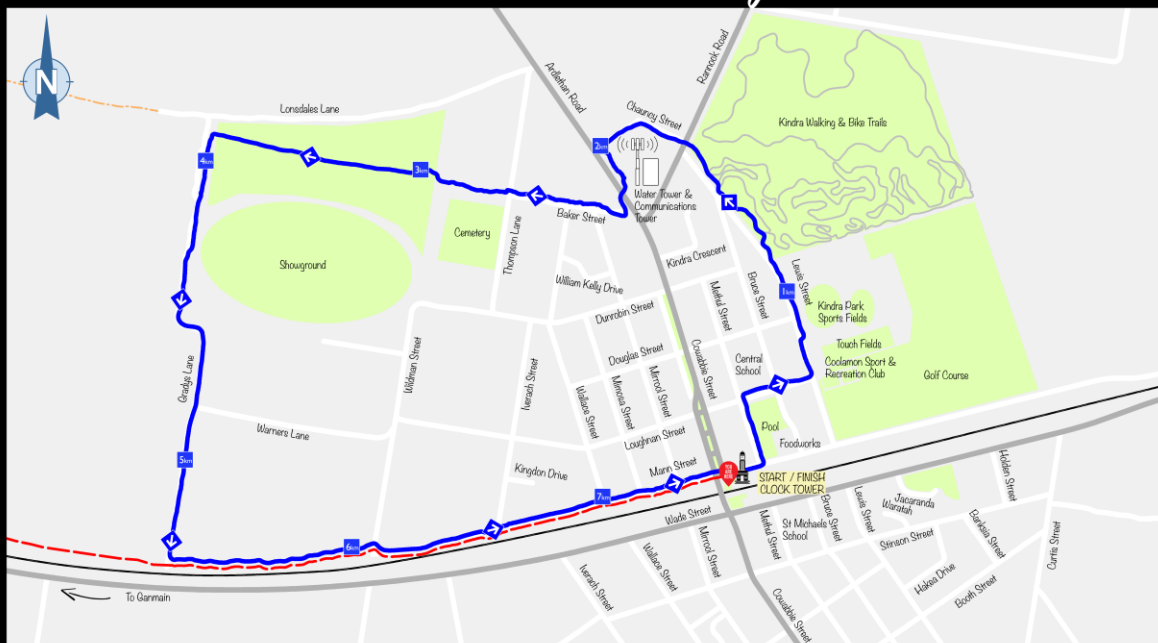 N
Lonsdales Lane
Ardlethan Road
Rannook Road
Chauncy Street
Kindra Walking & Bike Trails
2km
4km
3km
Water Tower &
Communications
Tower
Baker Street
Cemetery
Thompson Lane
Showground
Kindra Crescent
William Kelly Drive
Lewis Street
Bruce Street
Methul Street
1km
Kindra Park
Sports Fields
Dunrobin Street
Touch Fields
Coolamon Sport &
Recreation Club
Golf Course
Central
School
Cowabbie Street
Douglas Street
Gradys Lane
Wildman Street
Iverach Street
Wallace Street
Mimosa Street
Mirrool Street
Warners Lane
Loughnan Street
Pool
Foodworks
5km
Kingdon Drive
Mann Street
START / FINISH
CLOCK TOWER
7km
6km
Wade Street
Holden Street
Jacaranda
Waratah
Lewis Street
Bruce Street
Methul Street
St Michaels
School
Stinson Street
Banksia Street
Curtis Street
Mirrool Street
Wallace Street
Iverach Street
Hakea Drive
Booth Street
Cowabbie Street
To Ganmain